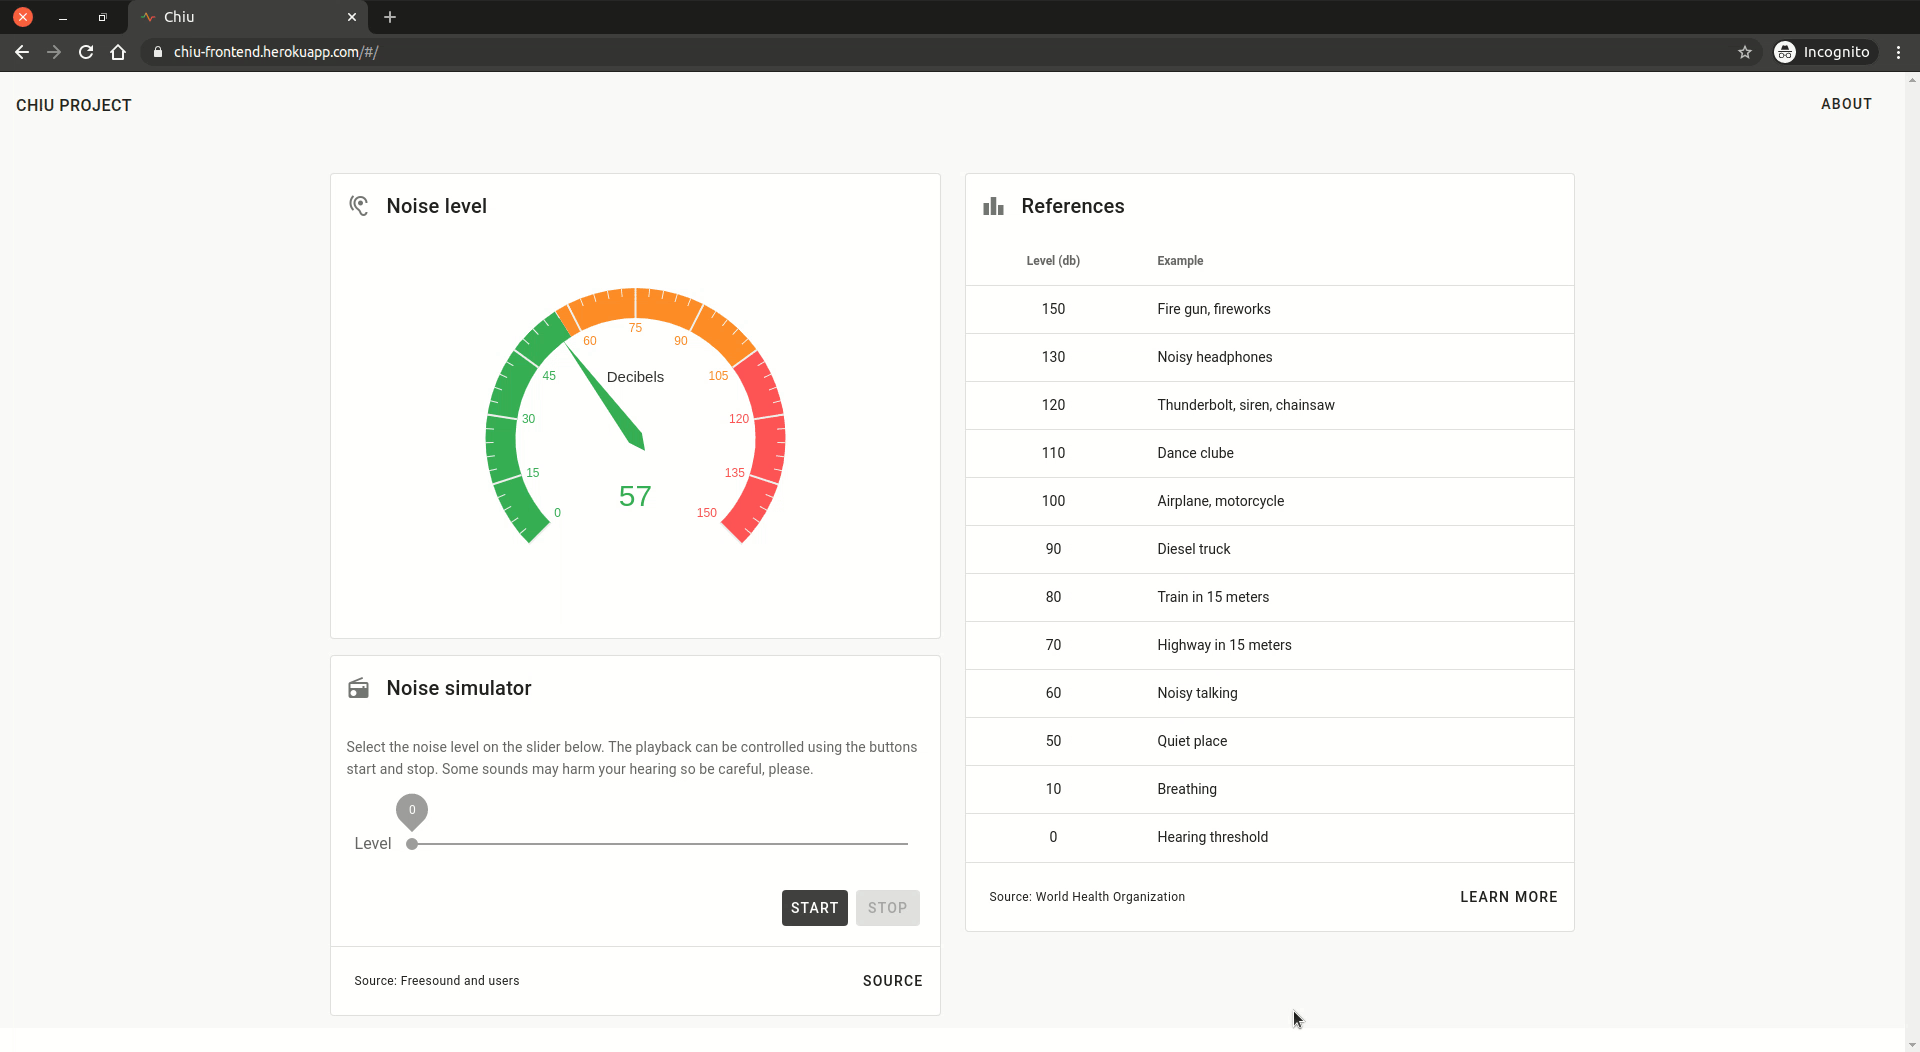 Chiu
chiu-frontend.herokuapp.com/#/
Incognito
CHIU PROJECT
ABOUT
Noise level
0
15
30
45
60
75
90
105
120
135
150
Decibels
57
Noise simulator
Select the noise level on the slider below. The playback can be controlled using the buttons
start and stop. Some sounds may harm your hearing so be careful, please.
0
Level
START STOP
Source: Freesound and users SOURCE
References
Level (db) Example
150 Fire gun, fireworks
130 Noisy headphones
120 Thunderbolt, siren, chainsaw
110 Dance clube
100 Airplane, motorcycle
90 Diesel truck
80 Train in 15 meters
70 Highway in 15 meters
60 Noisy talking
50 Quiet place
10 Breathing
0 Hearing threshold
Source: World Health Organization LEARN MORE